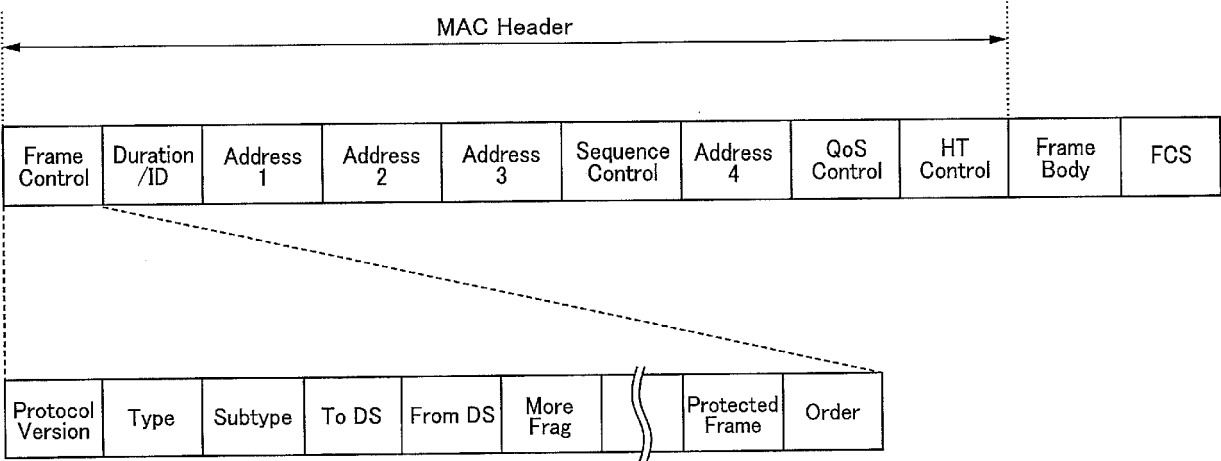 MAC Header
Frame Control
Duration /ID
Address 1
Address 2
Address 3
Sequence Control
Address 4
QoS Control
HT Control
Frame Body
FCS
Protocol Version
Type
Subtype
To DS
From DS
More Frag
Protected Frame
Order